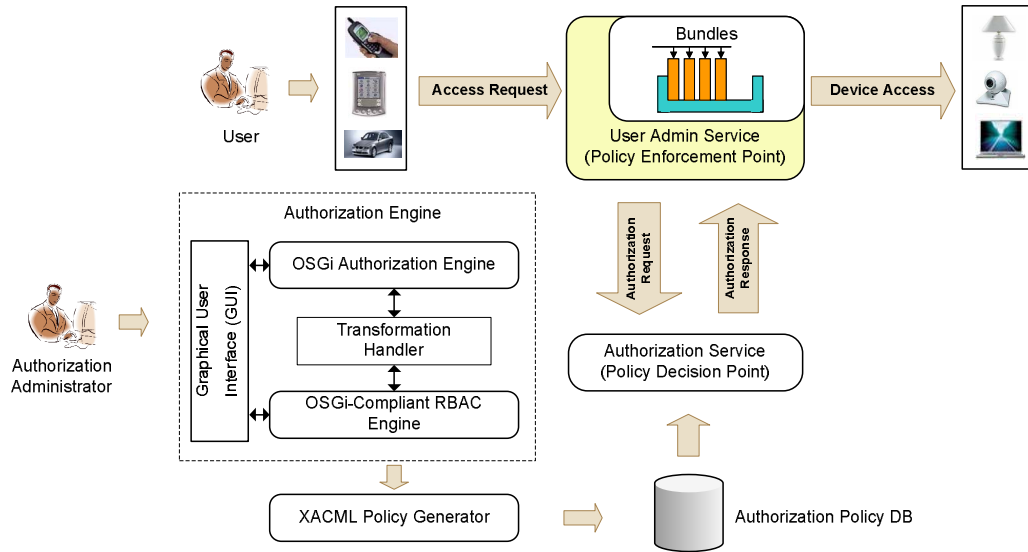 Bundles
Access Request
Device Access
User
User Admin Service
(Policy Enforcement Point)
Authorization Engine
Authorization
Request
Authorization
Response
Graphical User
Interface (GUI)
OSGi Authorization Engine
Transformation
Handler
OSGi-Compliant RBAC
Engine
Authorization
Administrator
Authorization Service
(Policy Decision Point)
XACML Policy Generator
Authorization Policy DB